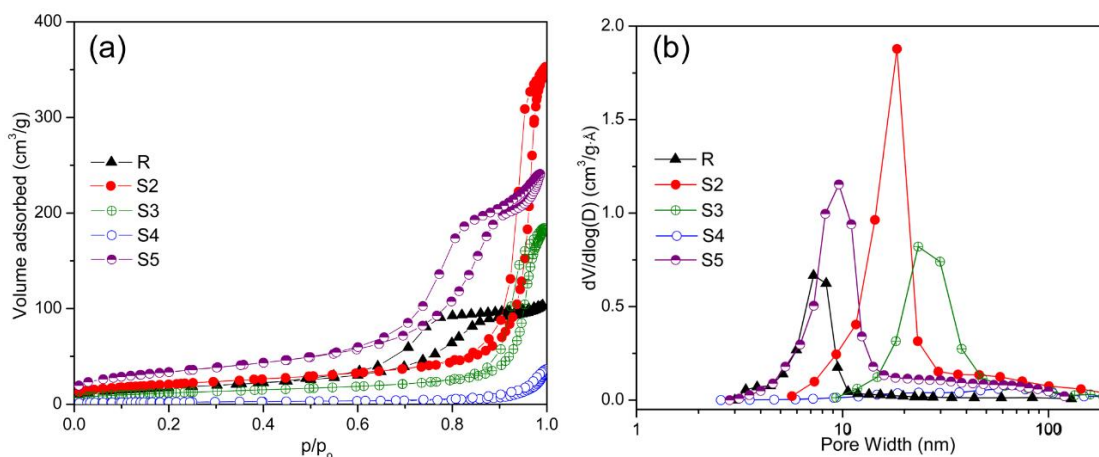 (a)
400
300
200
100
0
Volume adsorbed (cm³/g)
R
S2
S3
S4
S5
0.0 0.2 0.4 0.6 0.8 1.0
p/pₒ
(b)
2.0
1.5
1.0
0.5
0.0
dV/dlog(D) (cm³/g·Å)
R
S2
S3
S4
S5
1 10 100
Pore Width (nm)